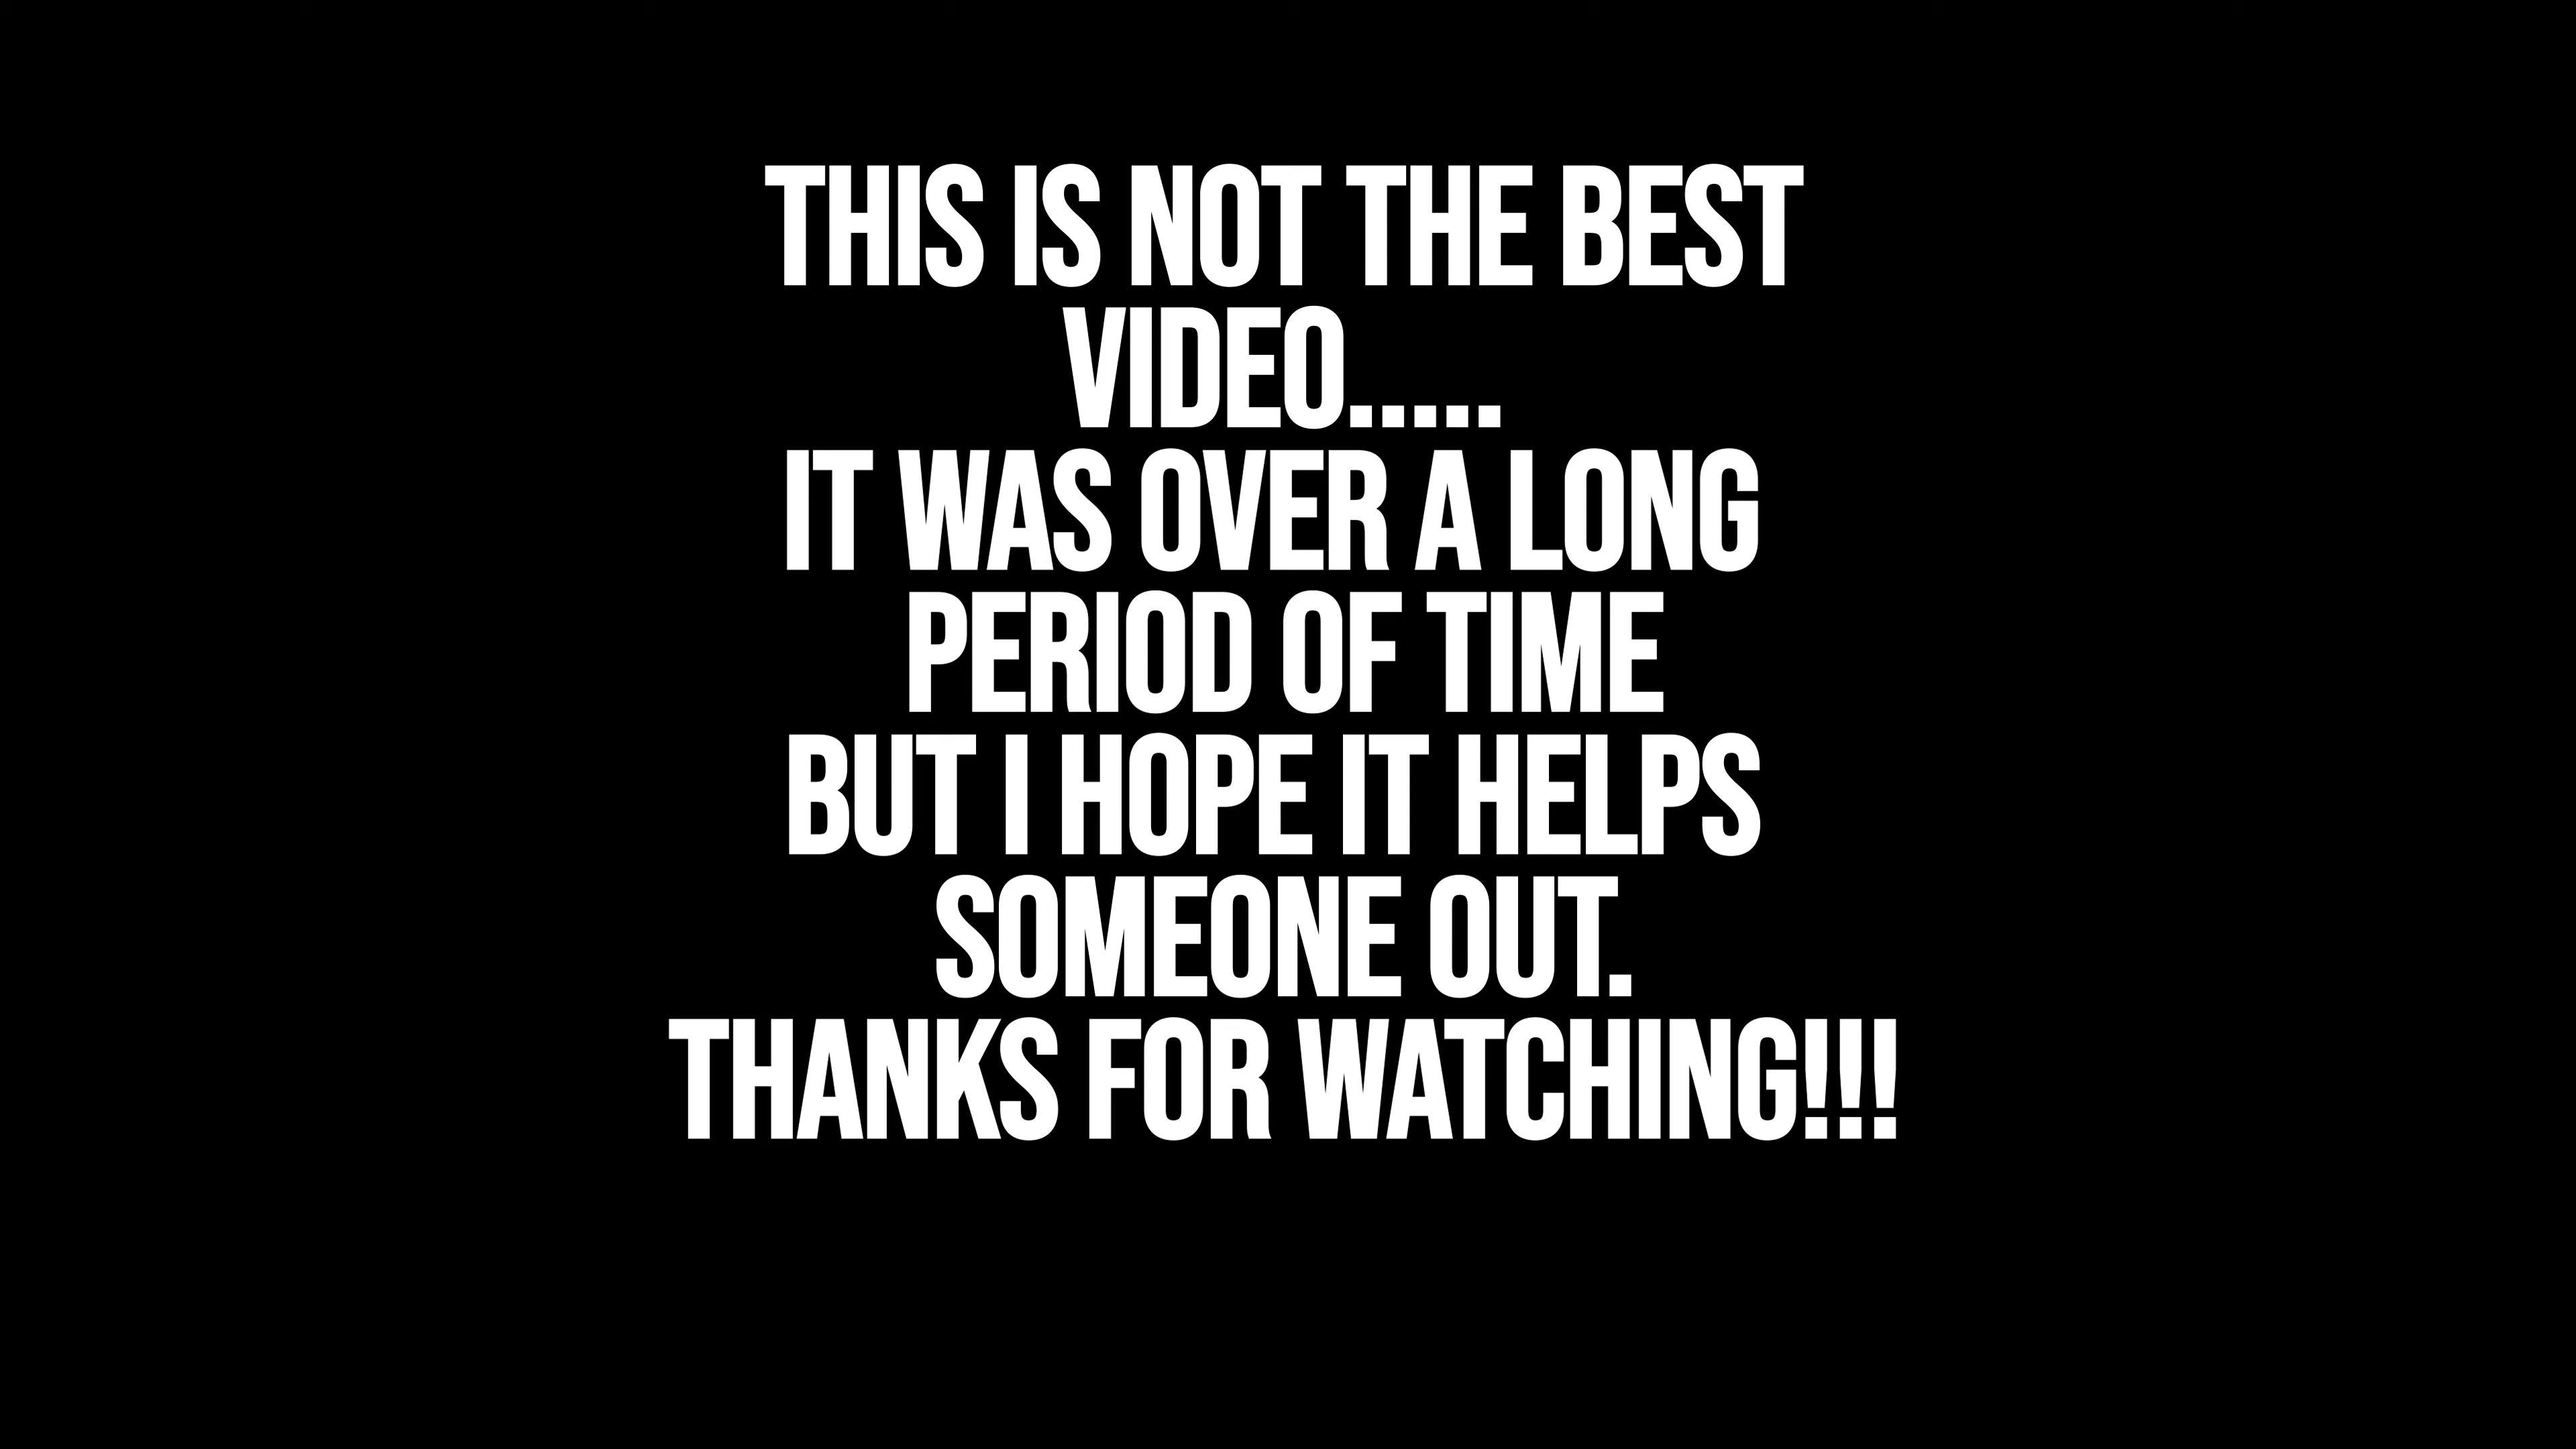 THIS IS NOT THE BEST
VIDEO.....
IT WAS OVER A LONG
PERIOD OF TIME
BUT I HOPE IT HELPS
SOMEONE OUT.
THANKS FOR WATCHING!!!